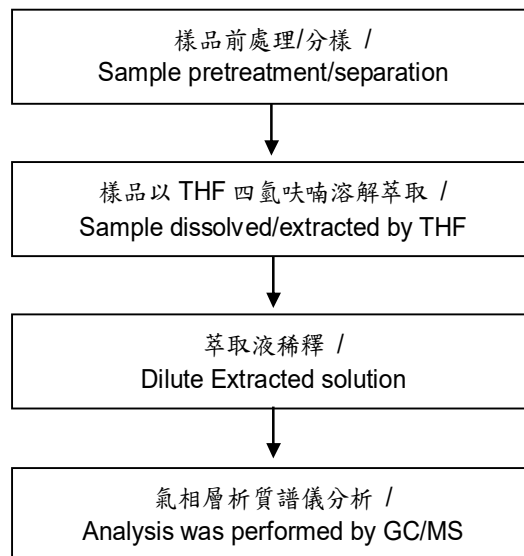 樣品前處理/分樣 /
Sample pretreatment/separation
樣品以 THF 四氫呋喃溶解萃取 /
Sample dissolved/extracted by THF
萃取液稀釋 /
Dilute Extracted solution
氣相層析質譜儀分析 /
Analysis was performed by GC/MS